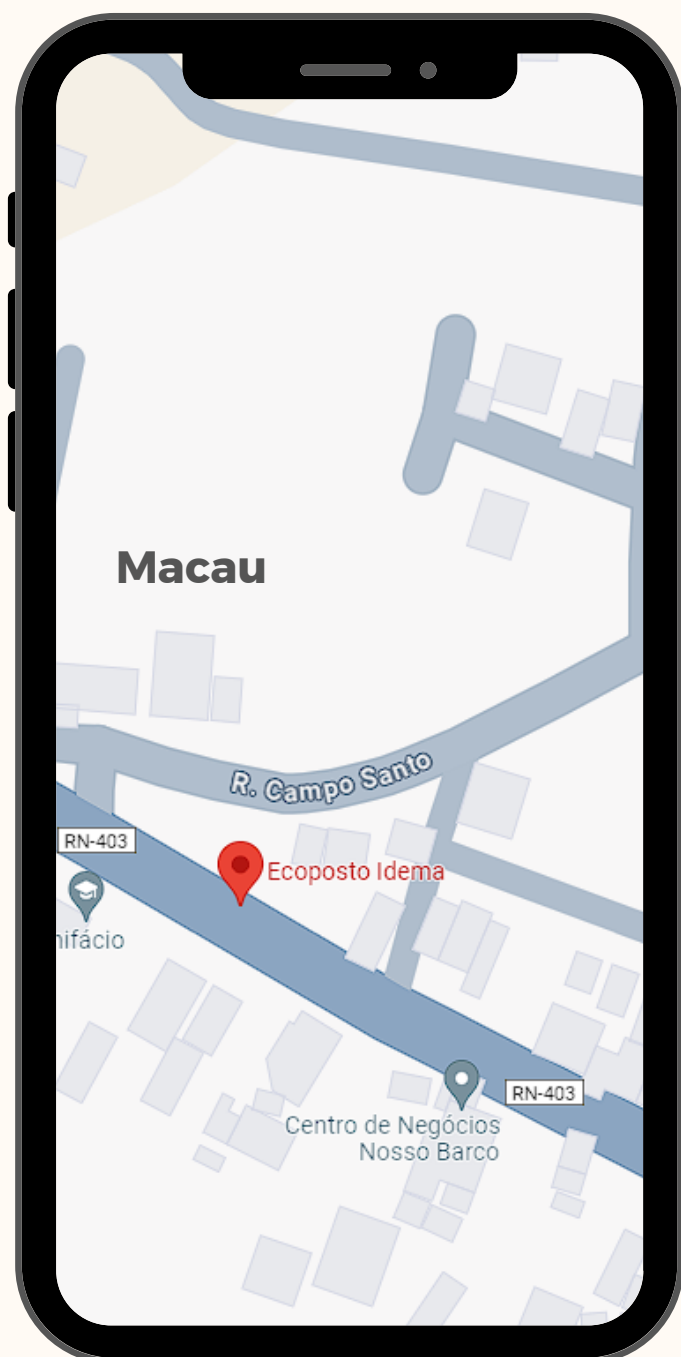 Macau
R. Campo Santo
RN-403
Ecoposto Idema
nifácio
RN-403
Centro de Negócios
Nosso Barco